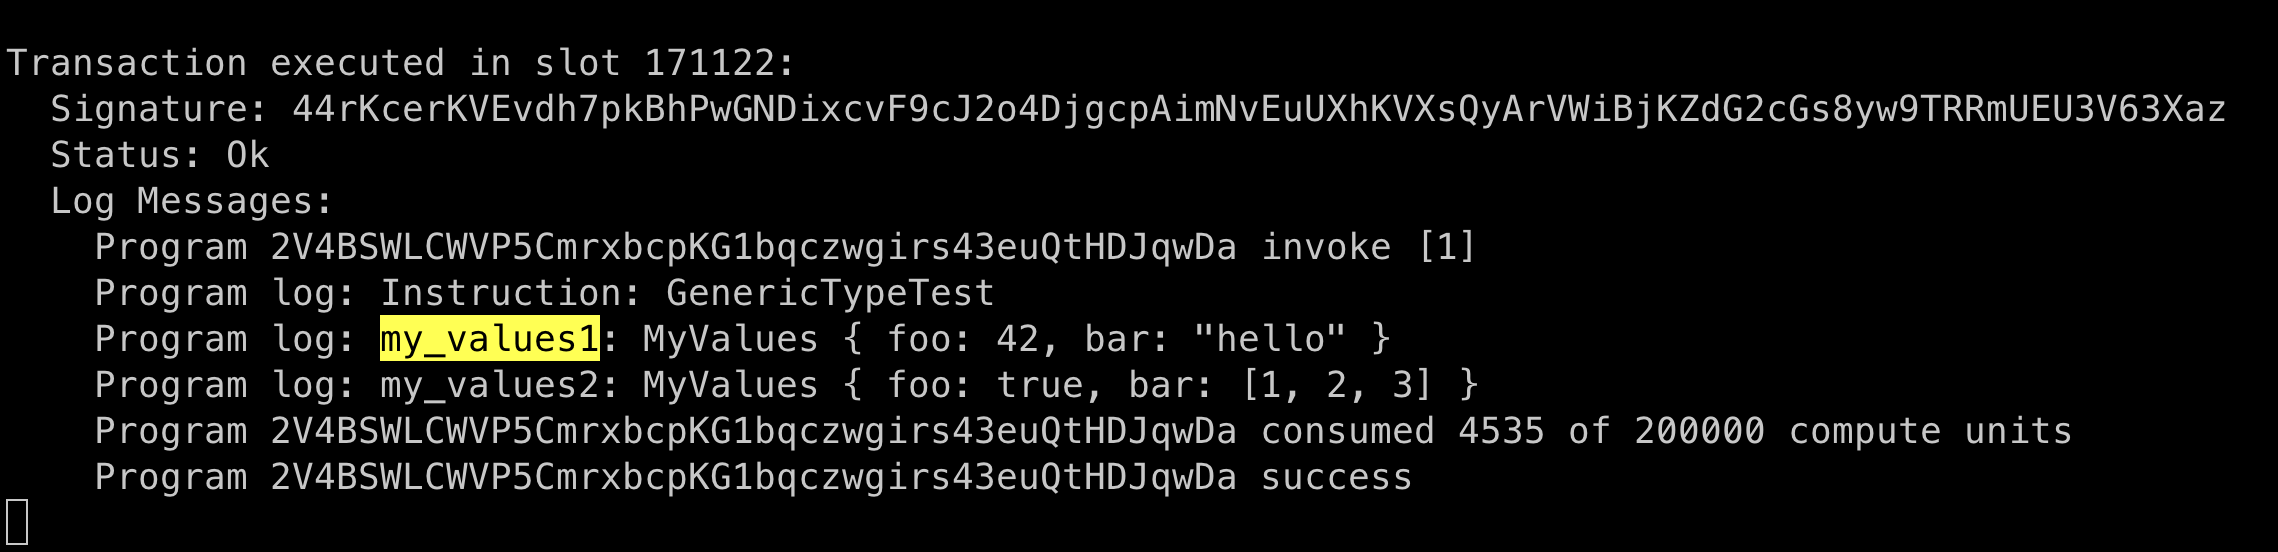 Transaction executed in slot 171122:
Signature: 44rKcerKVEvdh7pkBhPwGNDixcvF9cJ2o4DjgcpAimNvEuUXhKVXsQyArVWiBjKZdG2cGs8yw9TRRmUEU3V63Xaz
Status: Ok
Log Messages:
Program 2V4BSWLCWVP5CmrxbcpKG1bqczwgirs43euQtHDJqwDa invoke [1]
Program log: Instruction: GenericTypeTest
Program log: my_values1: MyValues { foo: 42, bar: "hello" }
Program log: my_values2: MyValues { foo: true, bar: [1, 2, 3] }
Program 2V4BSWLCWVP5CmrxbcpKG1bqczwgirs43euQtHDJqwDa consumed 4535 of 200000 compute units
Program 2V4BSWLCWVP5CmrxbcpKG1bqczwgirs43euQtHDJqwDa success